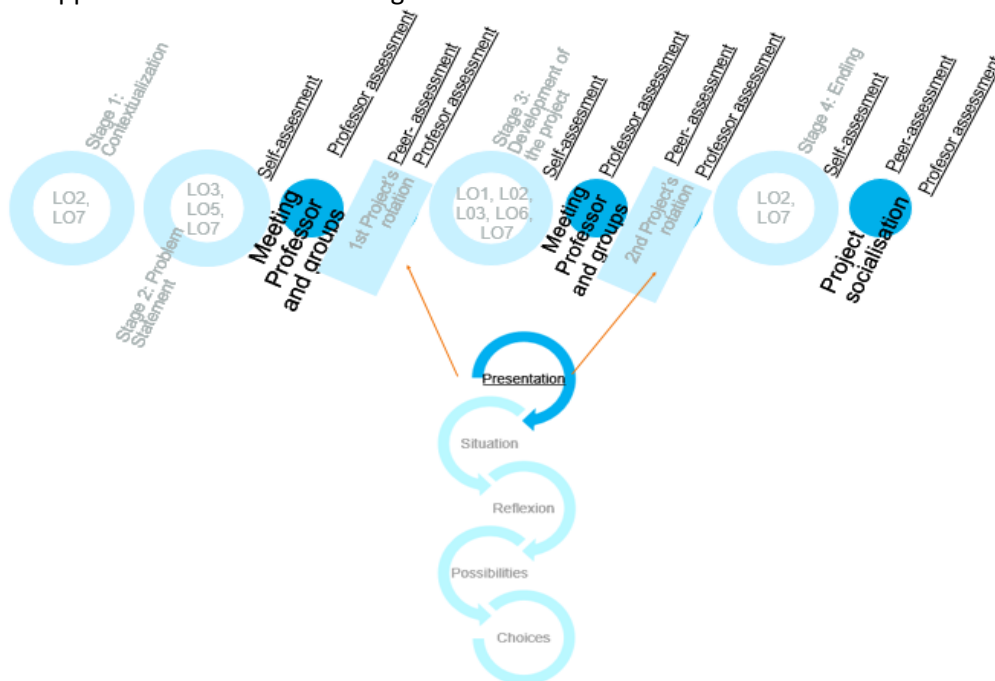 Stage 1:
Contextualization
LO2,
LO7
Stage 2: Problem
Statement
LO3,
LO5,
LO7
Self-assesment
Meeting
Professor
and groups
Professor assessment
1st Project's
rotation
Peer- assessment
Profesor assessment
Stage 3:
Development of
the project
LO1, L02,
L03, LO6,
LO7
Self-assesment
Meeting
Professor
and groups
Professor assessment
2nd Project's
rotation
Peer-assessment
Professor assessment
Stage 4: Ending
LO2,
LO7
Self-assesment
Project
socialisation
Peer-assessment
Profesor assessment
Presentation
Situation
Reflexion
Possibilities
Choices